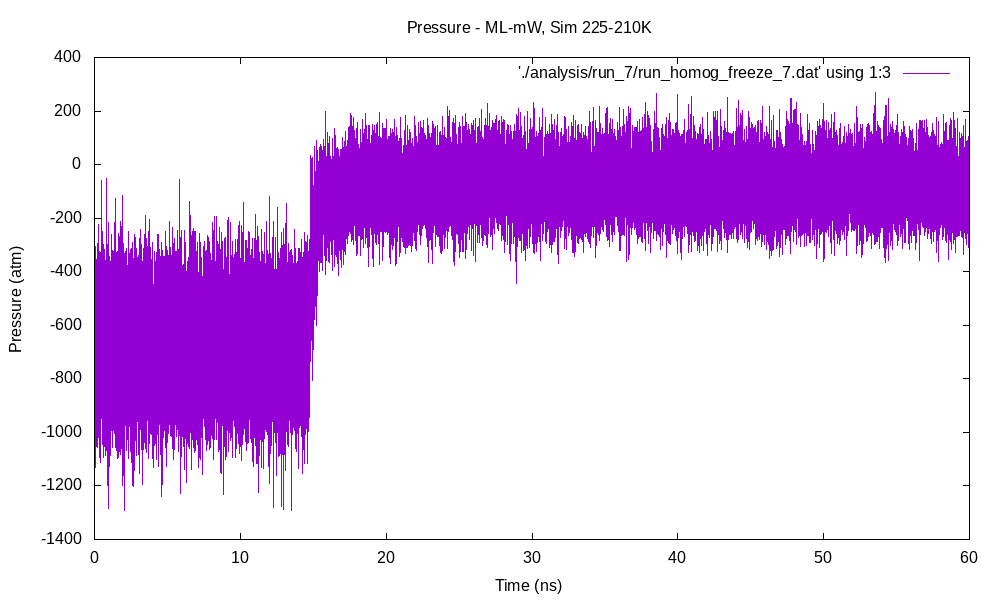 Pressure - ML-mW, Sim 225-210K
'./analysis/run_7/run_homog_freeze_7.dat' using 1:3
400
200
0
-200
-400
-600
-800
-1000
-1200
-1400
Pressure (atm)
0 10 20 30 40 50 60
Time (ns)